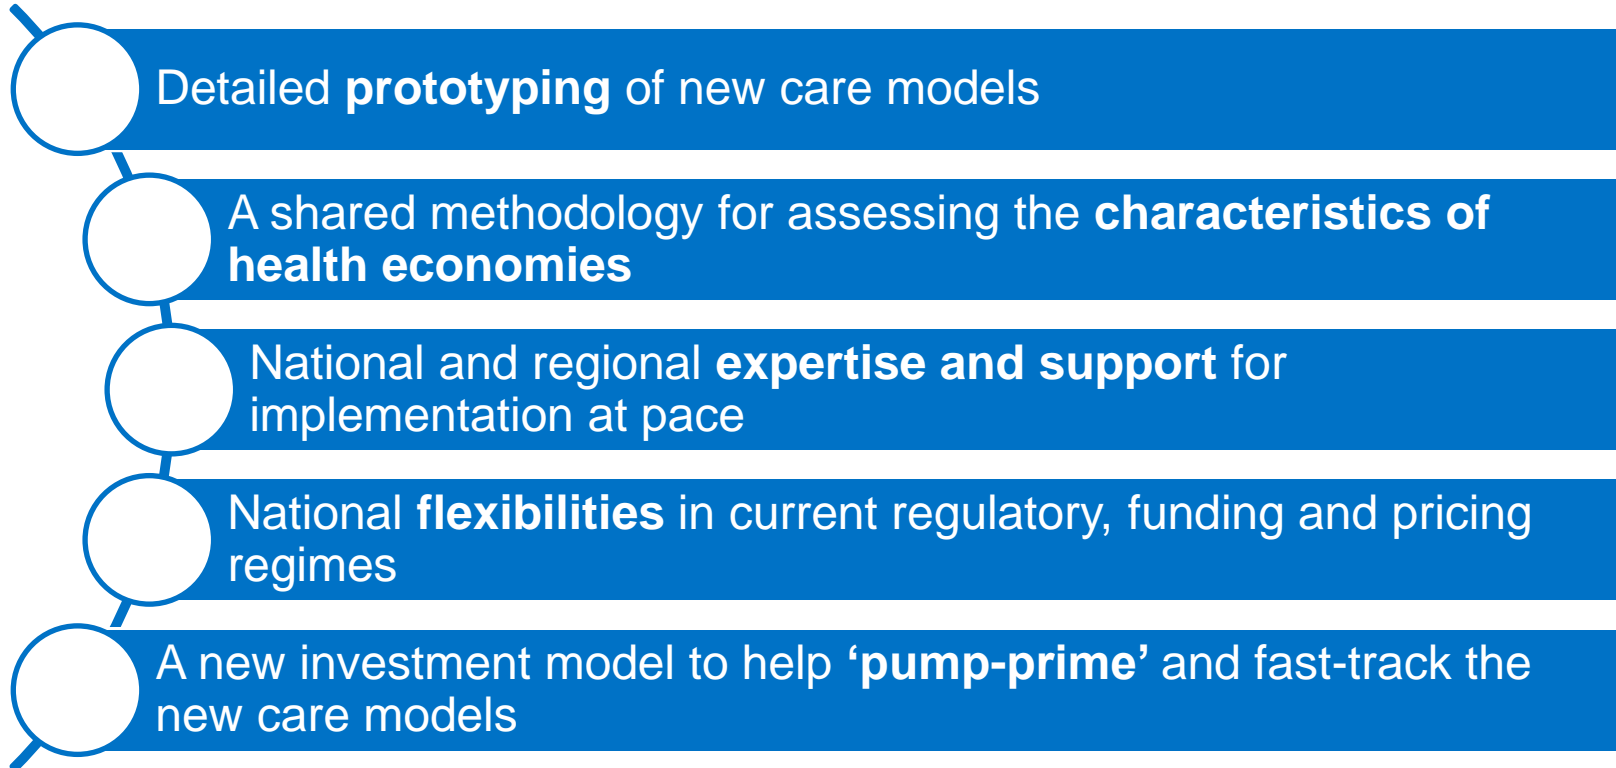 Detailed prototyping of new care models
A shared methodology for assessing the characteristics of
health economies
National and regional expertise and support for
implementation at pace
National flexibilities in current regulatory, funding and pricing
regimes
A new investment model to help ‘pump-prime’ and fast-track the
new care models